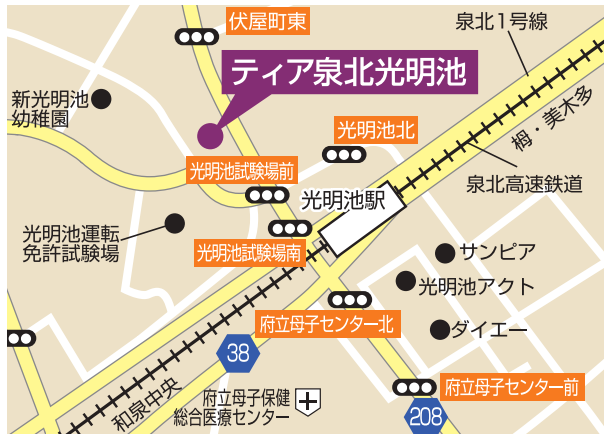 伏屋町東
泉北1号線
ティア泉北光明池
新光明池
幼稚園
光明池北
栂・美木多
光明池試験場前
泉北高速鉄道
光明池駅
光明池運転
免許試験場
光明池試験場南
サンピア
光明池アクト
府立母子センター北
ダイエー
38
和泉中央
府立母子保健
総合医療センター
府立母子センター前
208